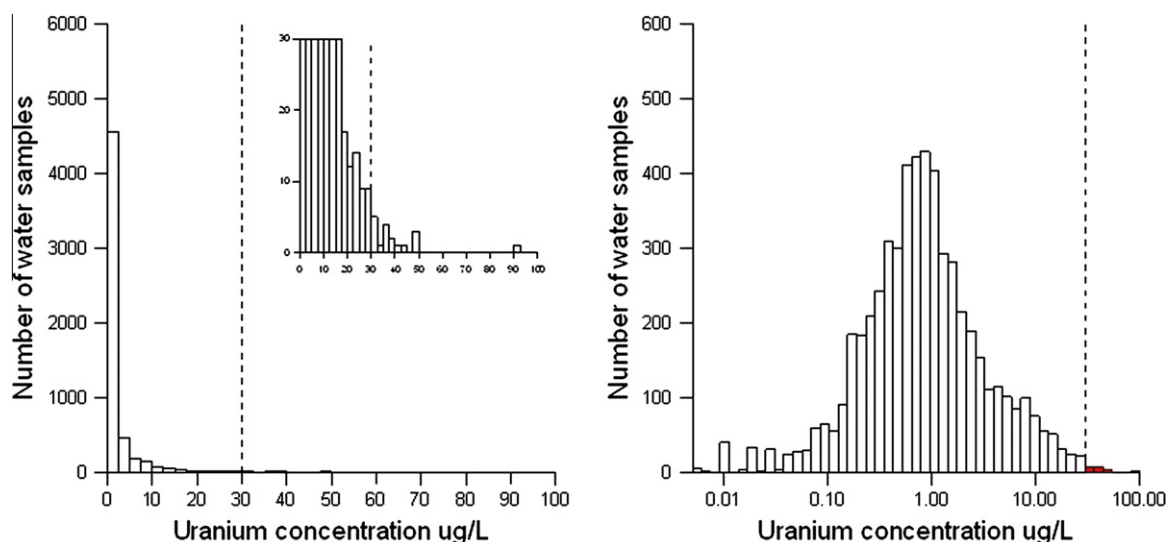 6000
5000
4000
3000
2000
1000
0
Number of water samples
0 10 20 30 40 50 60 70 80 90 100
Uranium concentration ug/L
30
20
10
0
0 10 20 30 40 50 60 70 80 90 100
600
500
400
300
200
100
0
Number of water samples
0.01 0.10 1.00 10.00 100.00
Uranium concentration ug/L